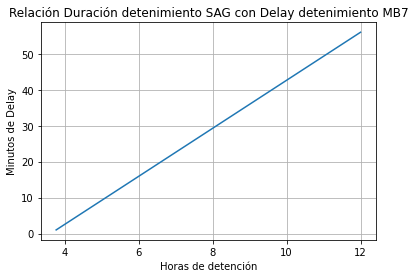 Relación Duración detenimiento SAG con Delay detenimiento MB7
50
40
30
20
10
0
Minutos de Delay
4 6 8 10 12
Horas de detención